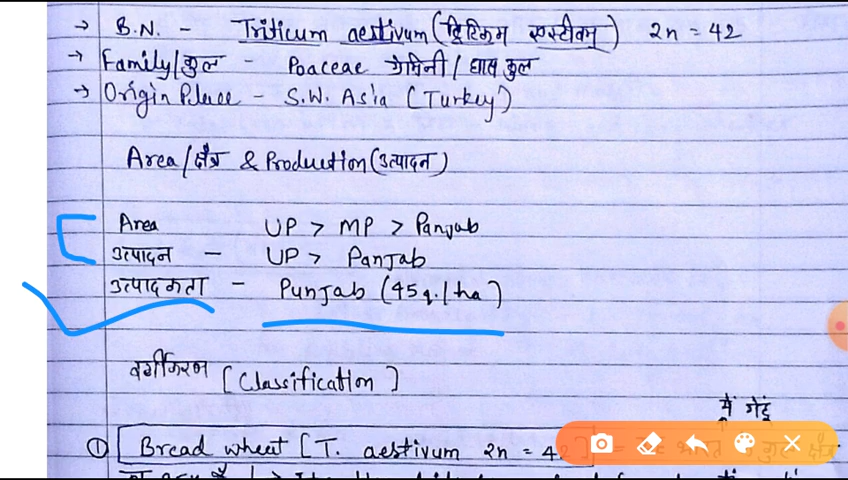 → B.N. - Triticum aestivum (ट्रिटिकम एस्टीवम) 2n = 42
→ Family/कुल - Poaceae ग्रेमिनी / घास कुल
→ Origin Place - S.W. Asia (Turkey)
Area/क्षेत्र & Production (उत्पादन)
Area UP > MP > Panjab
उत्पादन - UP > Panjab
उत्पादकता - Punjab (45 q./ha)
वर्गीकरण [Classification]
में गेहूं
① Bread wheat [T. aestivum 2n = 42] =